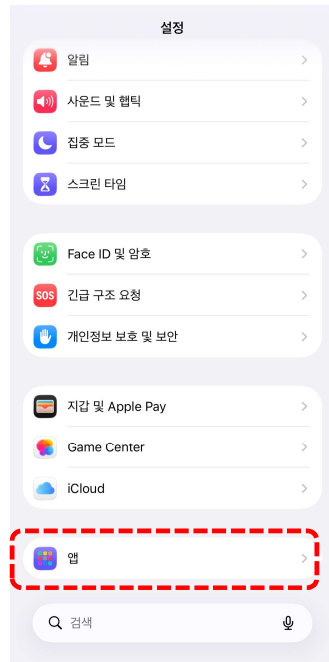 설정
알림
사운드 및 햅틱
집중 모드
스크린 타임
Face ID 및 암호
SOS 긴급 구조 요청
개인정보 보호 및 보안
지갑 및 Apple Pay
Game Center
iCloud
앱
검색